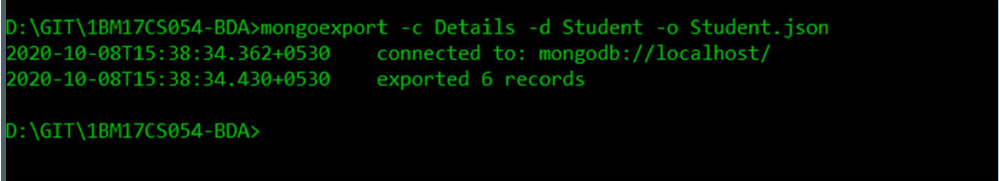 D:\GIT\1BM17CS054-BDA>mongoexport -c Details -d Student -o Student.json
2020-10-08T15:38:34.362+0530    connected to: mongodb://localhost/
2020-10-08T15:38:34.430+0530    exported 6 records
D:\GIT\1BM17CS054-BDA>